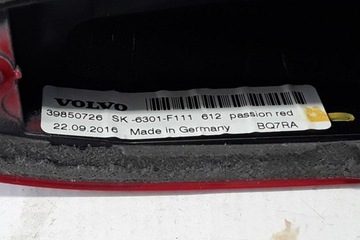 VOLVO
39850726 SK-6301-F111 612 passion red
22.09.2016 Made in Germany BQ7RA